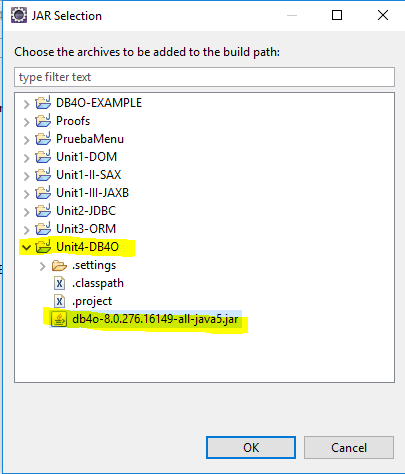 JAR Selection
Choose the archives to be added to the build path:
type filter text
DB4O-EXAMPLE
Proofs
PruebaMenu
Unit1-DOM
Unit1-II-SAX
Unit1-III-JAXB
Unit2-JDBC
Unit3-ORM
Unit4-DB4O
.settings
.classpath
.project
db4o-8.0.276.16149-all-java5.jar
OK Cancel